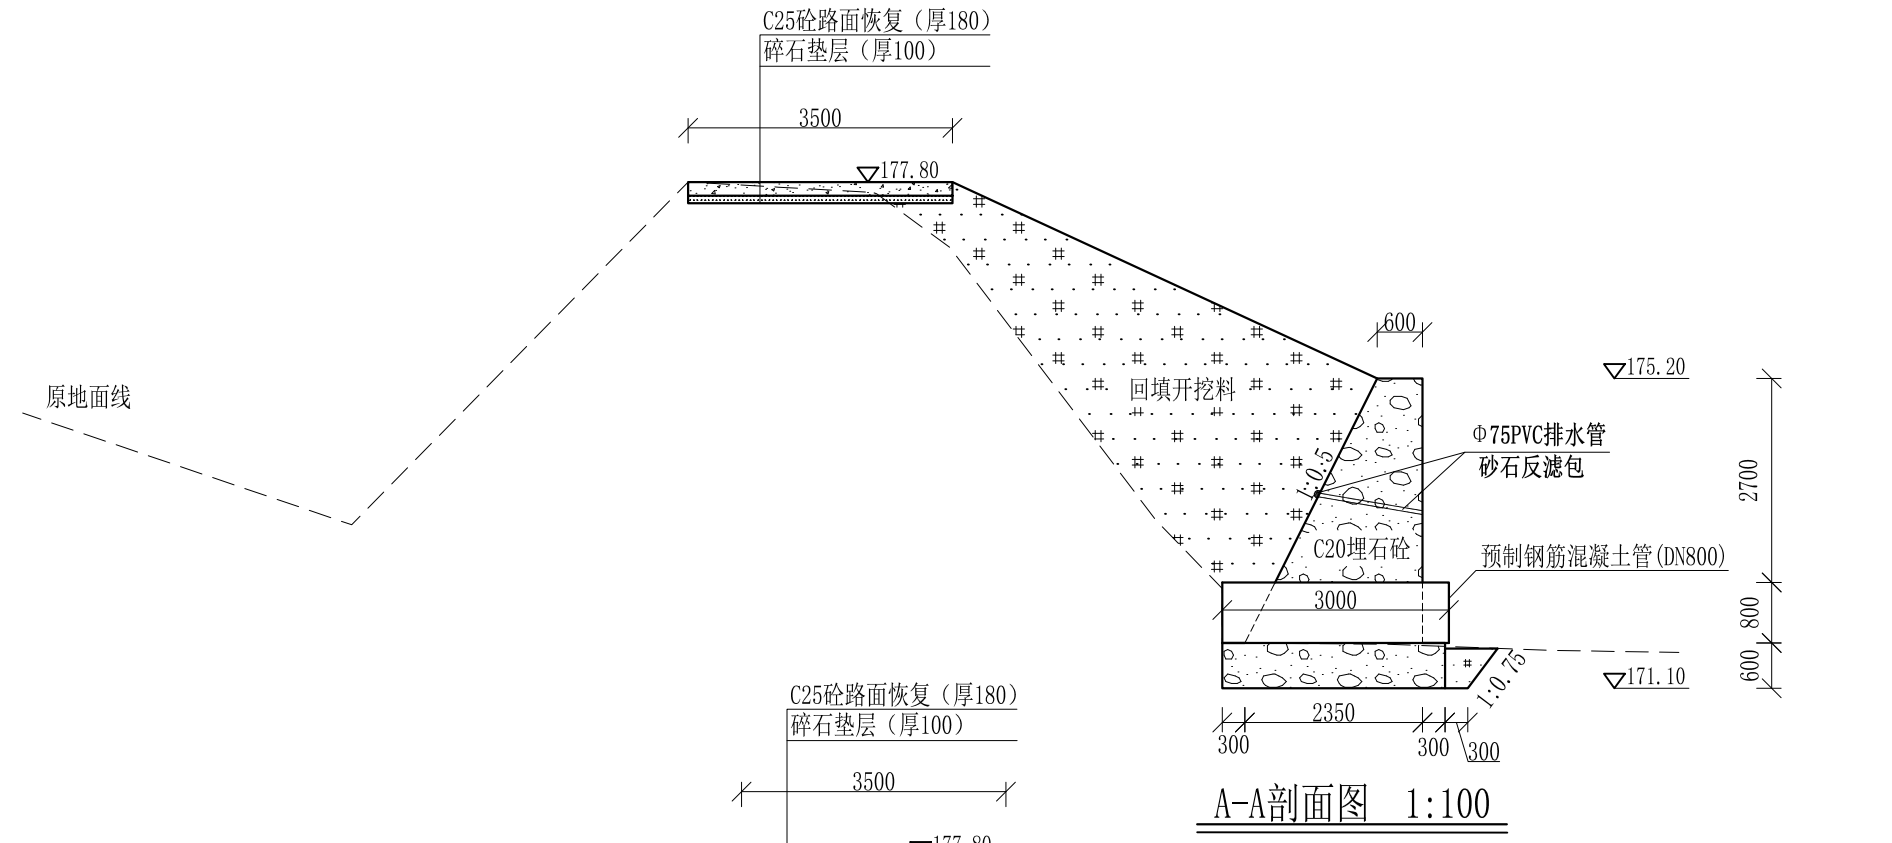 C25砼路面恢复（厚180）
碎石垫层（厚100）
3500
177.80
600
175.20
原地面线
回填开挖料
Φ75PVC排水管
砂石反滤包
1:0.5
2700
C20埋石砼
预制钢筋混凝土管(DN800)
3000
800
600
1:0.75
171.10
2350
300
300
300
C25砼路面恢复（厚180）
碎石垫层（厚100）
3500
A-A剖面图 1:100
177.80